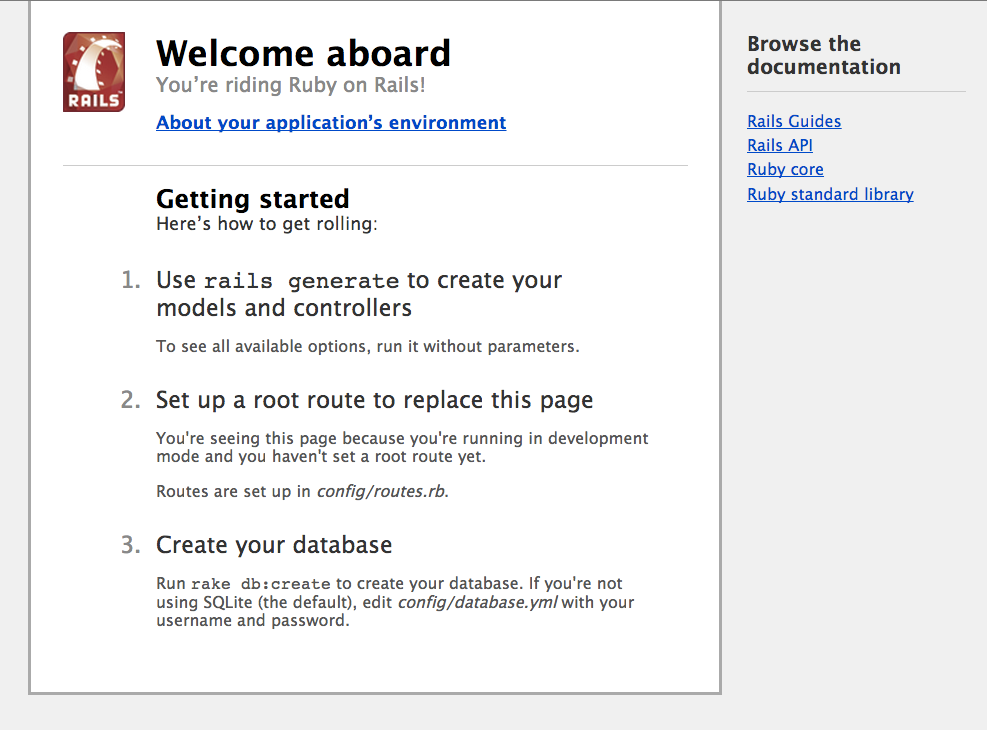 RAILS
Welcome aboard
You’re riding Ruby on Rails!
About your application’s environment
Getting started
Here’s how to get rolling:
1. Use rails generate to create your
models and controllers
To see all available options, run it without parameters.
2. Set up a root route to replace this page
You're seeing this page because you're running in development
mode and you haven't set a root route yet.
Routes are set up in config/routes.rb.
3. Create your database
Run rake db:create to create your database. If you're not
using SQLite (the default), edit config/database.yml with your
username and password.
Browse the
documentation
Rails Guides
Rails API
Ruby core
Ruby standard library